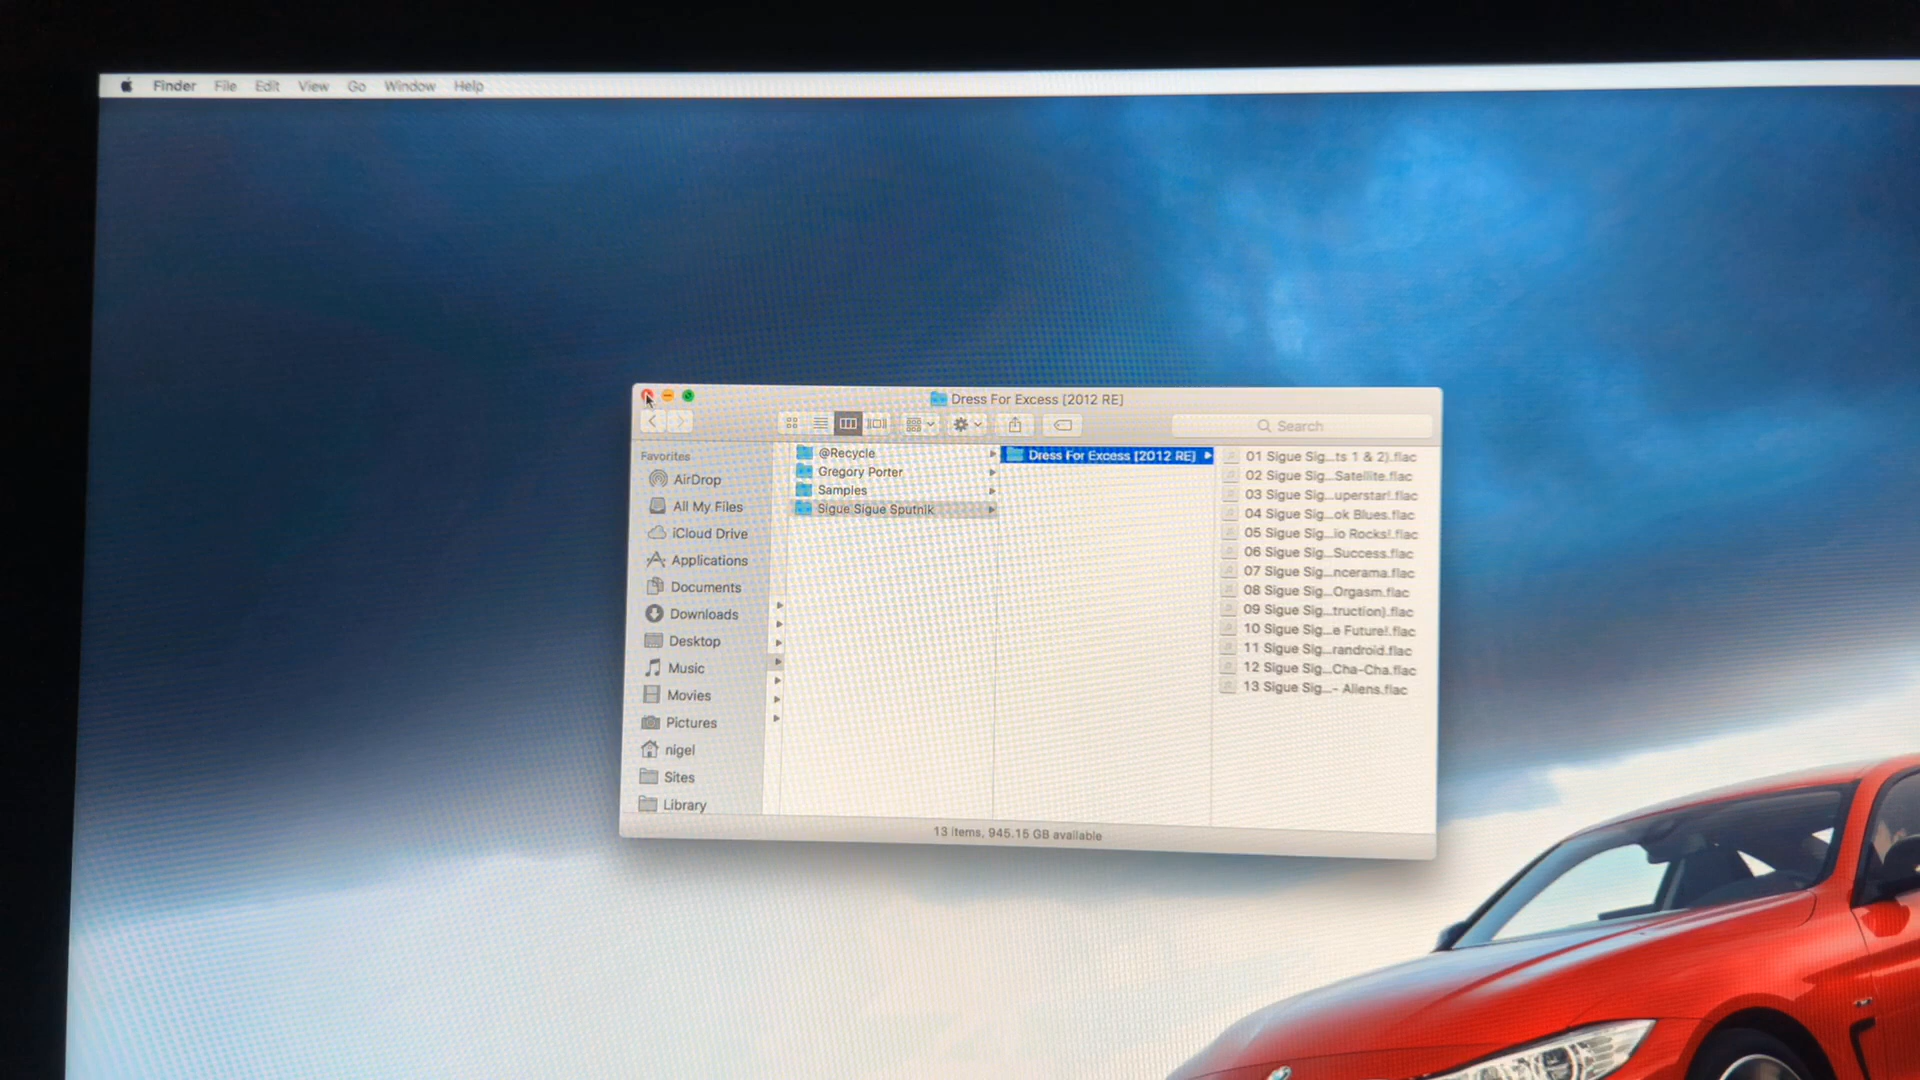 Finder File Edit View Go Window Help
Dress For Excess [2012 RE]
Search
Favorites
AirDrop
All My Files
iCloud Drive
Applications
Documents
Downloads
Desktop
Music
Movies
Pictures
nigel
Sites
Library
@Recycle
Gregory Porter
Samples
Sigue Sigue Sputnik
Dress For Excess [2012 RE]
01 Sigue Sig...ts 1 & 2).flac
02 Sigue Sig...Satellite.flac
03 Sigue Sig...uperstar!.flac
04 Sigue Sig...ok Blues.flac
05 Sigue Sig...io Rocks!.flac
06 Sigue Sig...Success.flac
07 Sigue Sig...ncerama.flac
08 Sigue Sig...Orgasm.flac
09 Sigue Sig...truction).flac
10 Sigue Sig...e Future!.flac
11 Sigue Sig...randroid.flac
12 Sigue Sig...Cha-Cha.flac
13 Sigue Sig...- Aliens.flac
13 items, 945.15 GB available